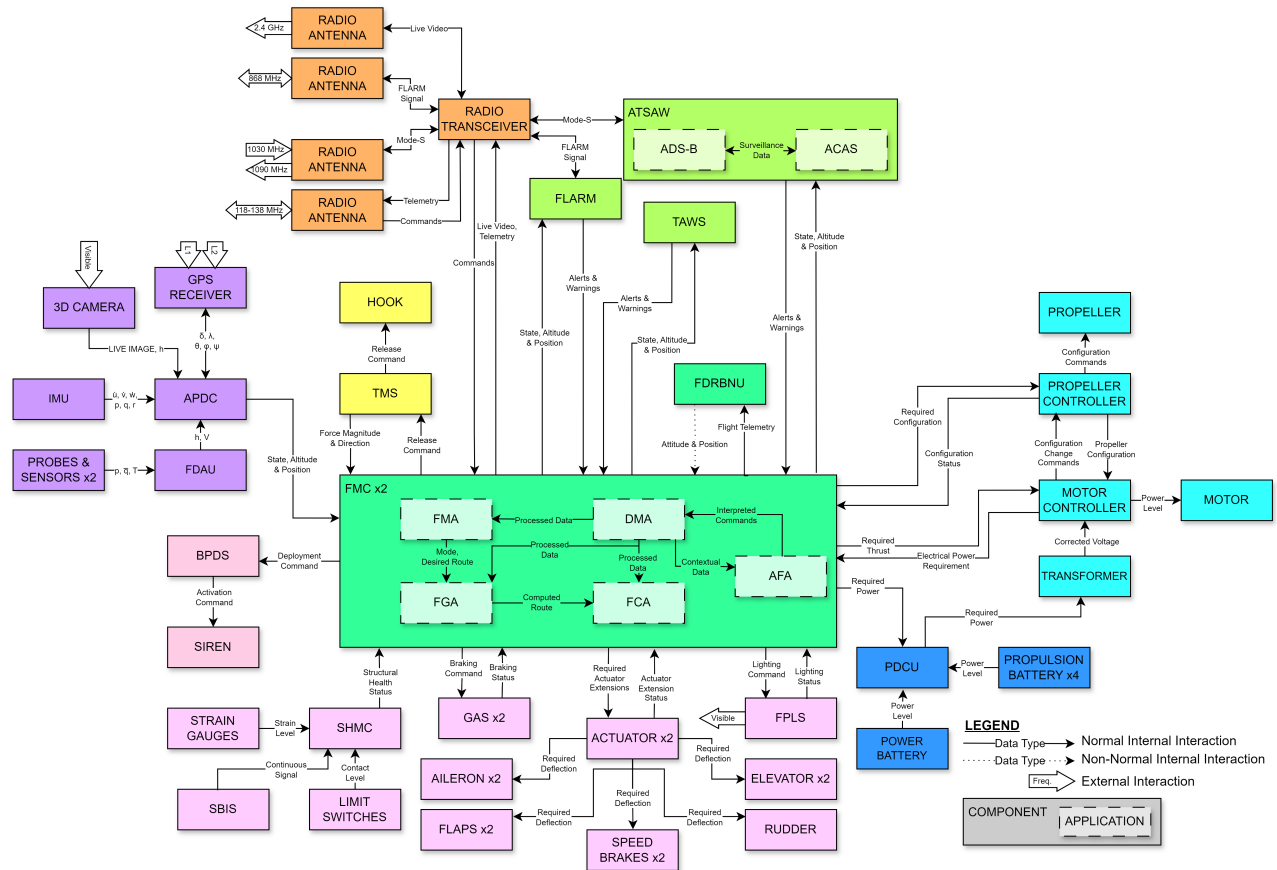 RADIO
ANTENNA
2.4 GHz
Live Video
RADIO
ANTENNA
868 MHz
FLARM
Signal
RADIO
TRANSCEIVER
Mode-S
ATSAW
ADS-B
Surveillance
Data
ACAS
Mode-S
FLARM
Signal
1030 MHz
1090 MHz
RADIO
ANTENNA
118-138 MHz
RADIO
ANTENNA
Telemetry
Commands
FLARM
TAWS
Live Video,
Telemetry
State, Altitude
& Position
Visible
L1
L2
GPS
RECEIVER
Commands
Alerts &
Warnings
3D CAMERA
HOOK
Alerts &
Warnings
Alerts &
Warnings
PROPELLER
LIVE IMAGE, h
δ, λ,
θ, φ, ψ
Release
Command
State, Altitude
& Position
State, Altitude
& Position
Configuration
Commands
IMU
u̇, v̇, ẇ,
p, q, r
APDC
TMS
FDRBNU
PROPELLER
CONTROLLER
Required
Configuration
h, V
Force Magnitude
& Direction
Release
Command
Attitude & Position
Flight Telemetry
Configuration
Status
Configuration
Change
Commands
Propeller
Configuration
PROBES &
SENSORS x2
p, q̄, T
FDAU
State, Altitude
& Position
FMC x2
FMA
Processed Data
DMA
Interpreted
Commands
MOTOR
CONTROLLER
Power
Level
MOTOR
BPDS
Deployment
Command
Mode,
Desired Route
Processed
Data
Processed
Data
Contextual
Data
AFA
Required
Thrust
Electrical Power
Requirement
Corrected Voltage
TRANSFORMER
Activation
Command
FGA
Computed
Route
FCA
Required
Power
Required
Power
SIREN
Structural
Health
Status
Braking
Command
Braking
Status
Required
Actuator
Extensions
Actuator
Extension
Status
Lighting
Command
Lighting
Status
PDCU
Power
Level
PROPULSION
BATTERY x4
STRAIN
GAUGES
Strain
Level
SHMC
GAS x2
Visible
FPLS
Power
Level
ACTUATOR x2
POWER
BATTERY
LEGEND
Data Type
Normal Internal Interaction
Data Type
Non-Normal Internal Interaction
Freq.
External Interaction
Continuous
Signal
Contact
Level
Required
Deflection
Required
Deflection
AILERON x2
ELEVATOR x2
SBIS
LIMIT
SWITCHES
Required
Deflection
FLAPS x2
Required
Deflection
Required
Deflection
RUDDER
SPEED
BRAKES x2
COMPONENT
APPLICATION